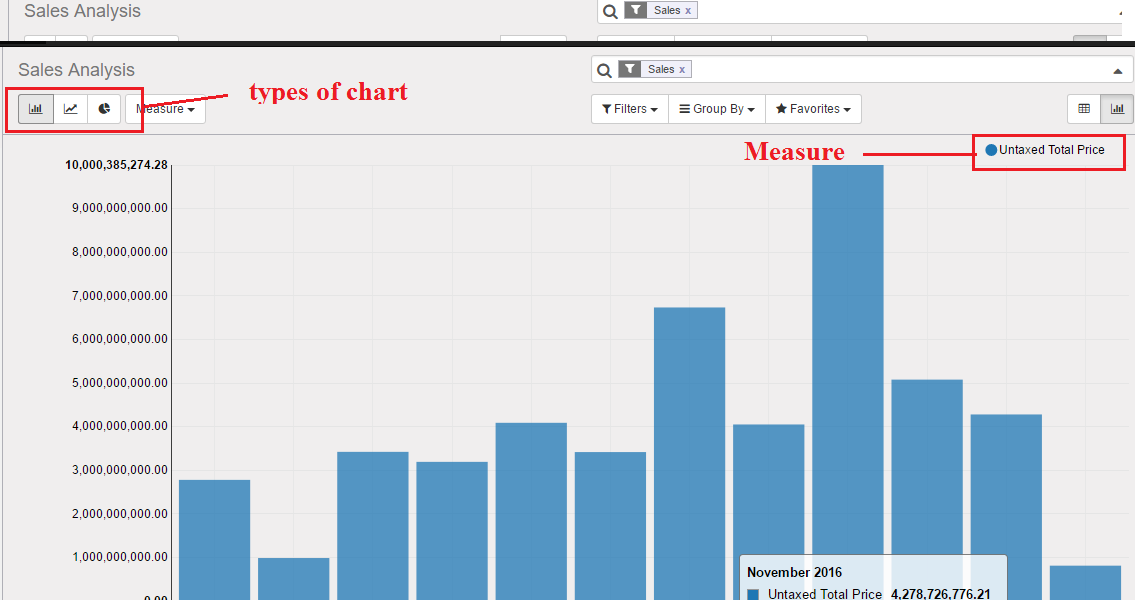 Sales Analysis
Sales x
Sales Analysis
Sales x
types of chart
Measure
Filters
Group By
Favorites
Measure
Untaxed Total Price
10,000,385,274.28
9,000,000,000.00
8,000,000,000.00
7,000,000,000.00
6,000,000,000.00
5,000,000,000.00
4,000,000,000.00
3,000,000,000.00
2,000,000,000.00
1,000,000,000.00
0.00
November 2016
Untaxed Total Price 4,278,726,776.21